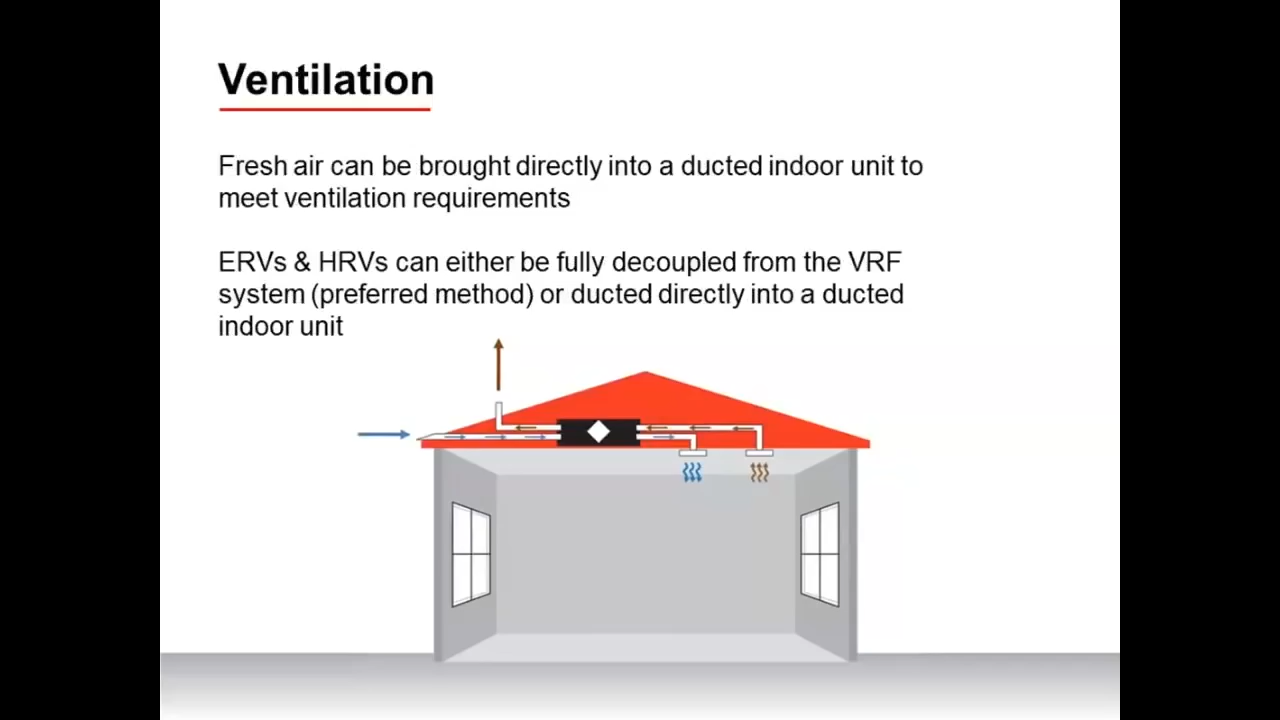 Ventilation
Fresh air can be brought directly into a ducted indoor unit to
meet ventilation requirements
ERVs & HRVs can either be fully decoupled from the VRF
system (preferred method) or ducted directly into a ducted
indoor unit